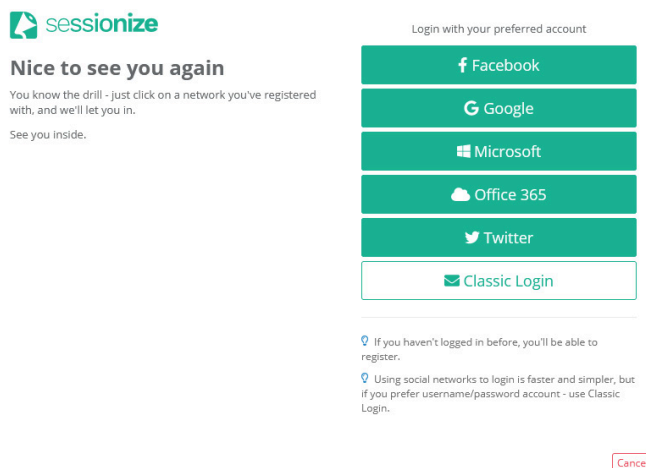 sessionize
Nice to see you again
You know the drill - just click on a network you've registered
with, and we'll let you in.
See you inside.
Login with your preferred account
Facebook
Google
Microsoft
Office 365
Twitter
Classic Login
If you haven't logged in before, you'll be able to
register.
Using social networks to login is faster and simpler, but
if you prefer username/password account - use Classic
Login.
Cance